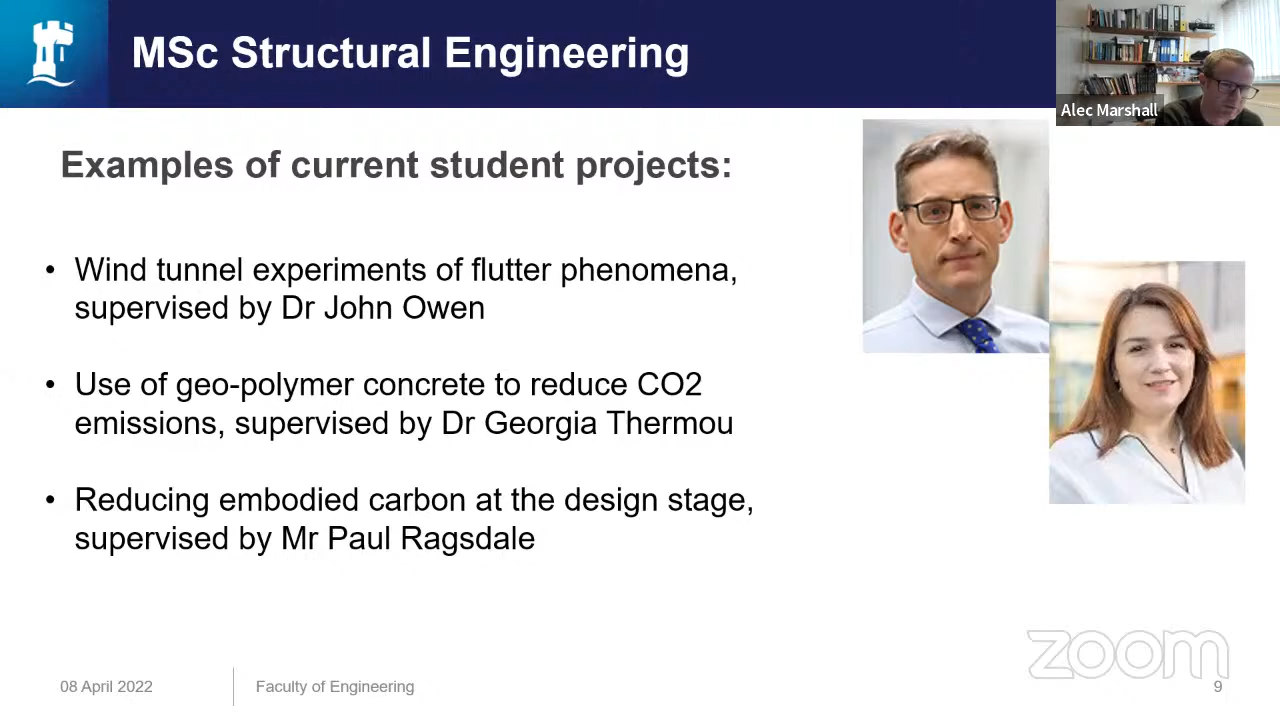 MSc Structural Engineering
Alec Marshall
Examples of current student projects:
• Wind tunnel experiments of flutter phenomena,
supervised by Dr John Owen
• Use of geo-polymer concrete to reduce CO2
emissions, supervised by Dr Georgia Thermou
• Reducing embodied carbon at the design stage,
supervised by Mr Paul Ragsdale
zoom
08 April 2022
Faculty of Engineering
9